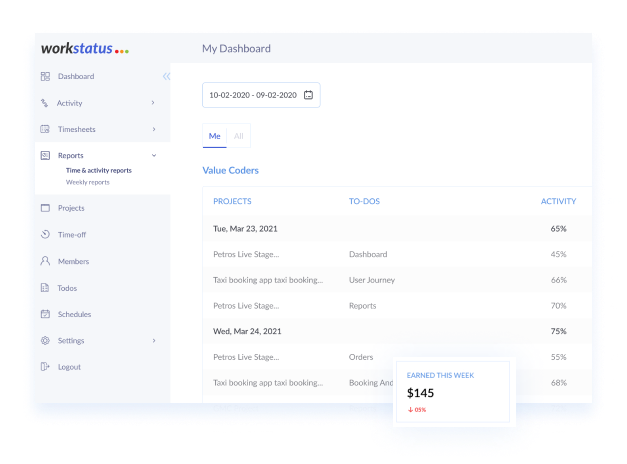 workstatus
My Dashboard
Dashboard
Activity
Timesheets
Reports
Time & activity reports
Weekly reports
Projects
Time-off
Members
Todos
Schedules
Settings
Logout
10-02-2020 - 09-02-2020
Me All
Value Coders
PROJECTS TO-DOS ACTIVITY
Tue, Mar 23, 2021 65%
Petros Live Stage... Dashboard 45%
Taxi booking app taxi booking... User Journey 66%
Petros Live Stage... Reports 70%
Wed, Mar 24, 2021 75%
Petros Live Stage... Orders 55%
Taxi booking app taxi booking... Booking And 68%
EARNED THIS WEEK
$145
↓ 05%